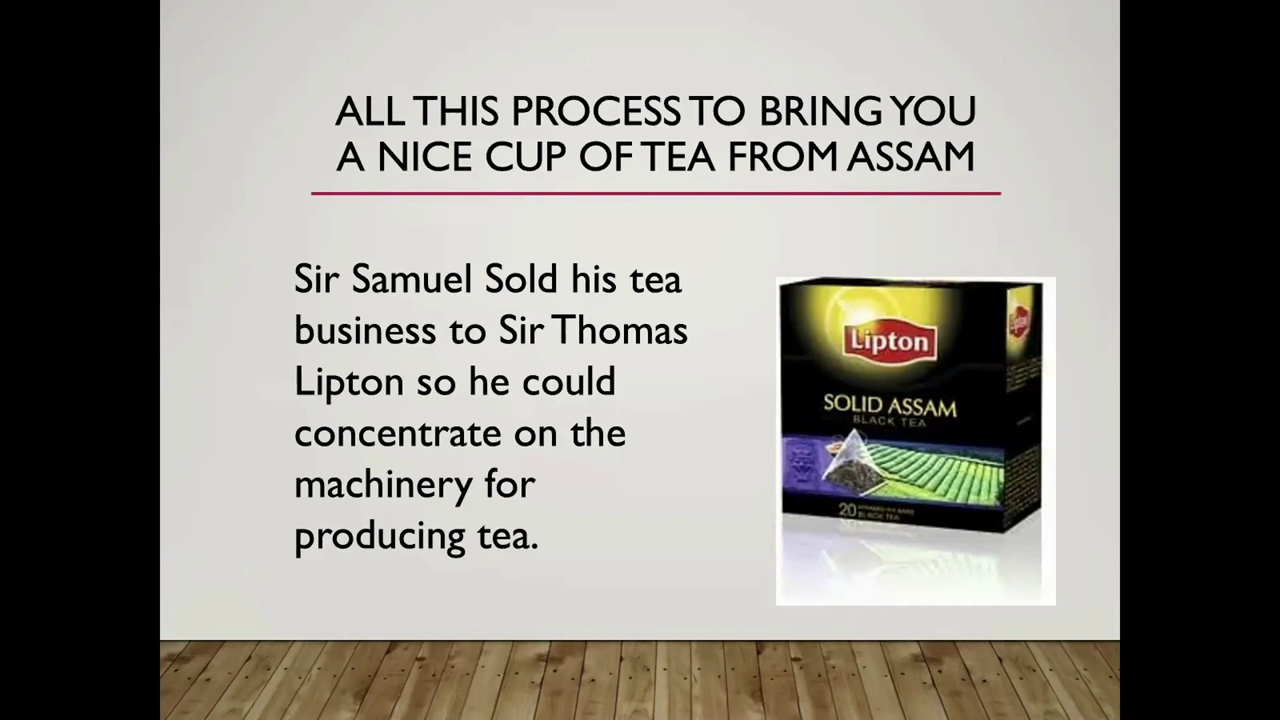 ALL THIS PROCESS TO BRING YOU
A NICE CUP OF TEA FROM ASSAM
Sir Samuel Sold his tea
business to Sir Thomas
Lipton so he could
concentrate on the
machinery for
producing tea.
Lipton
SOLID ASSAM
BLACK TEA
20
BLACK TEA